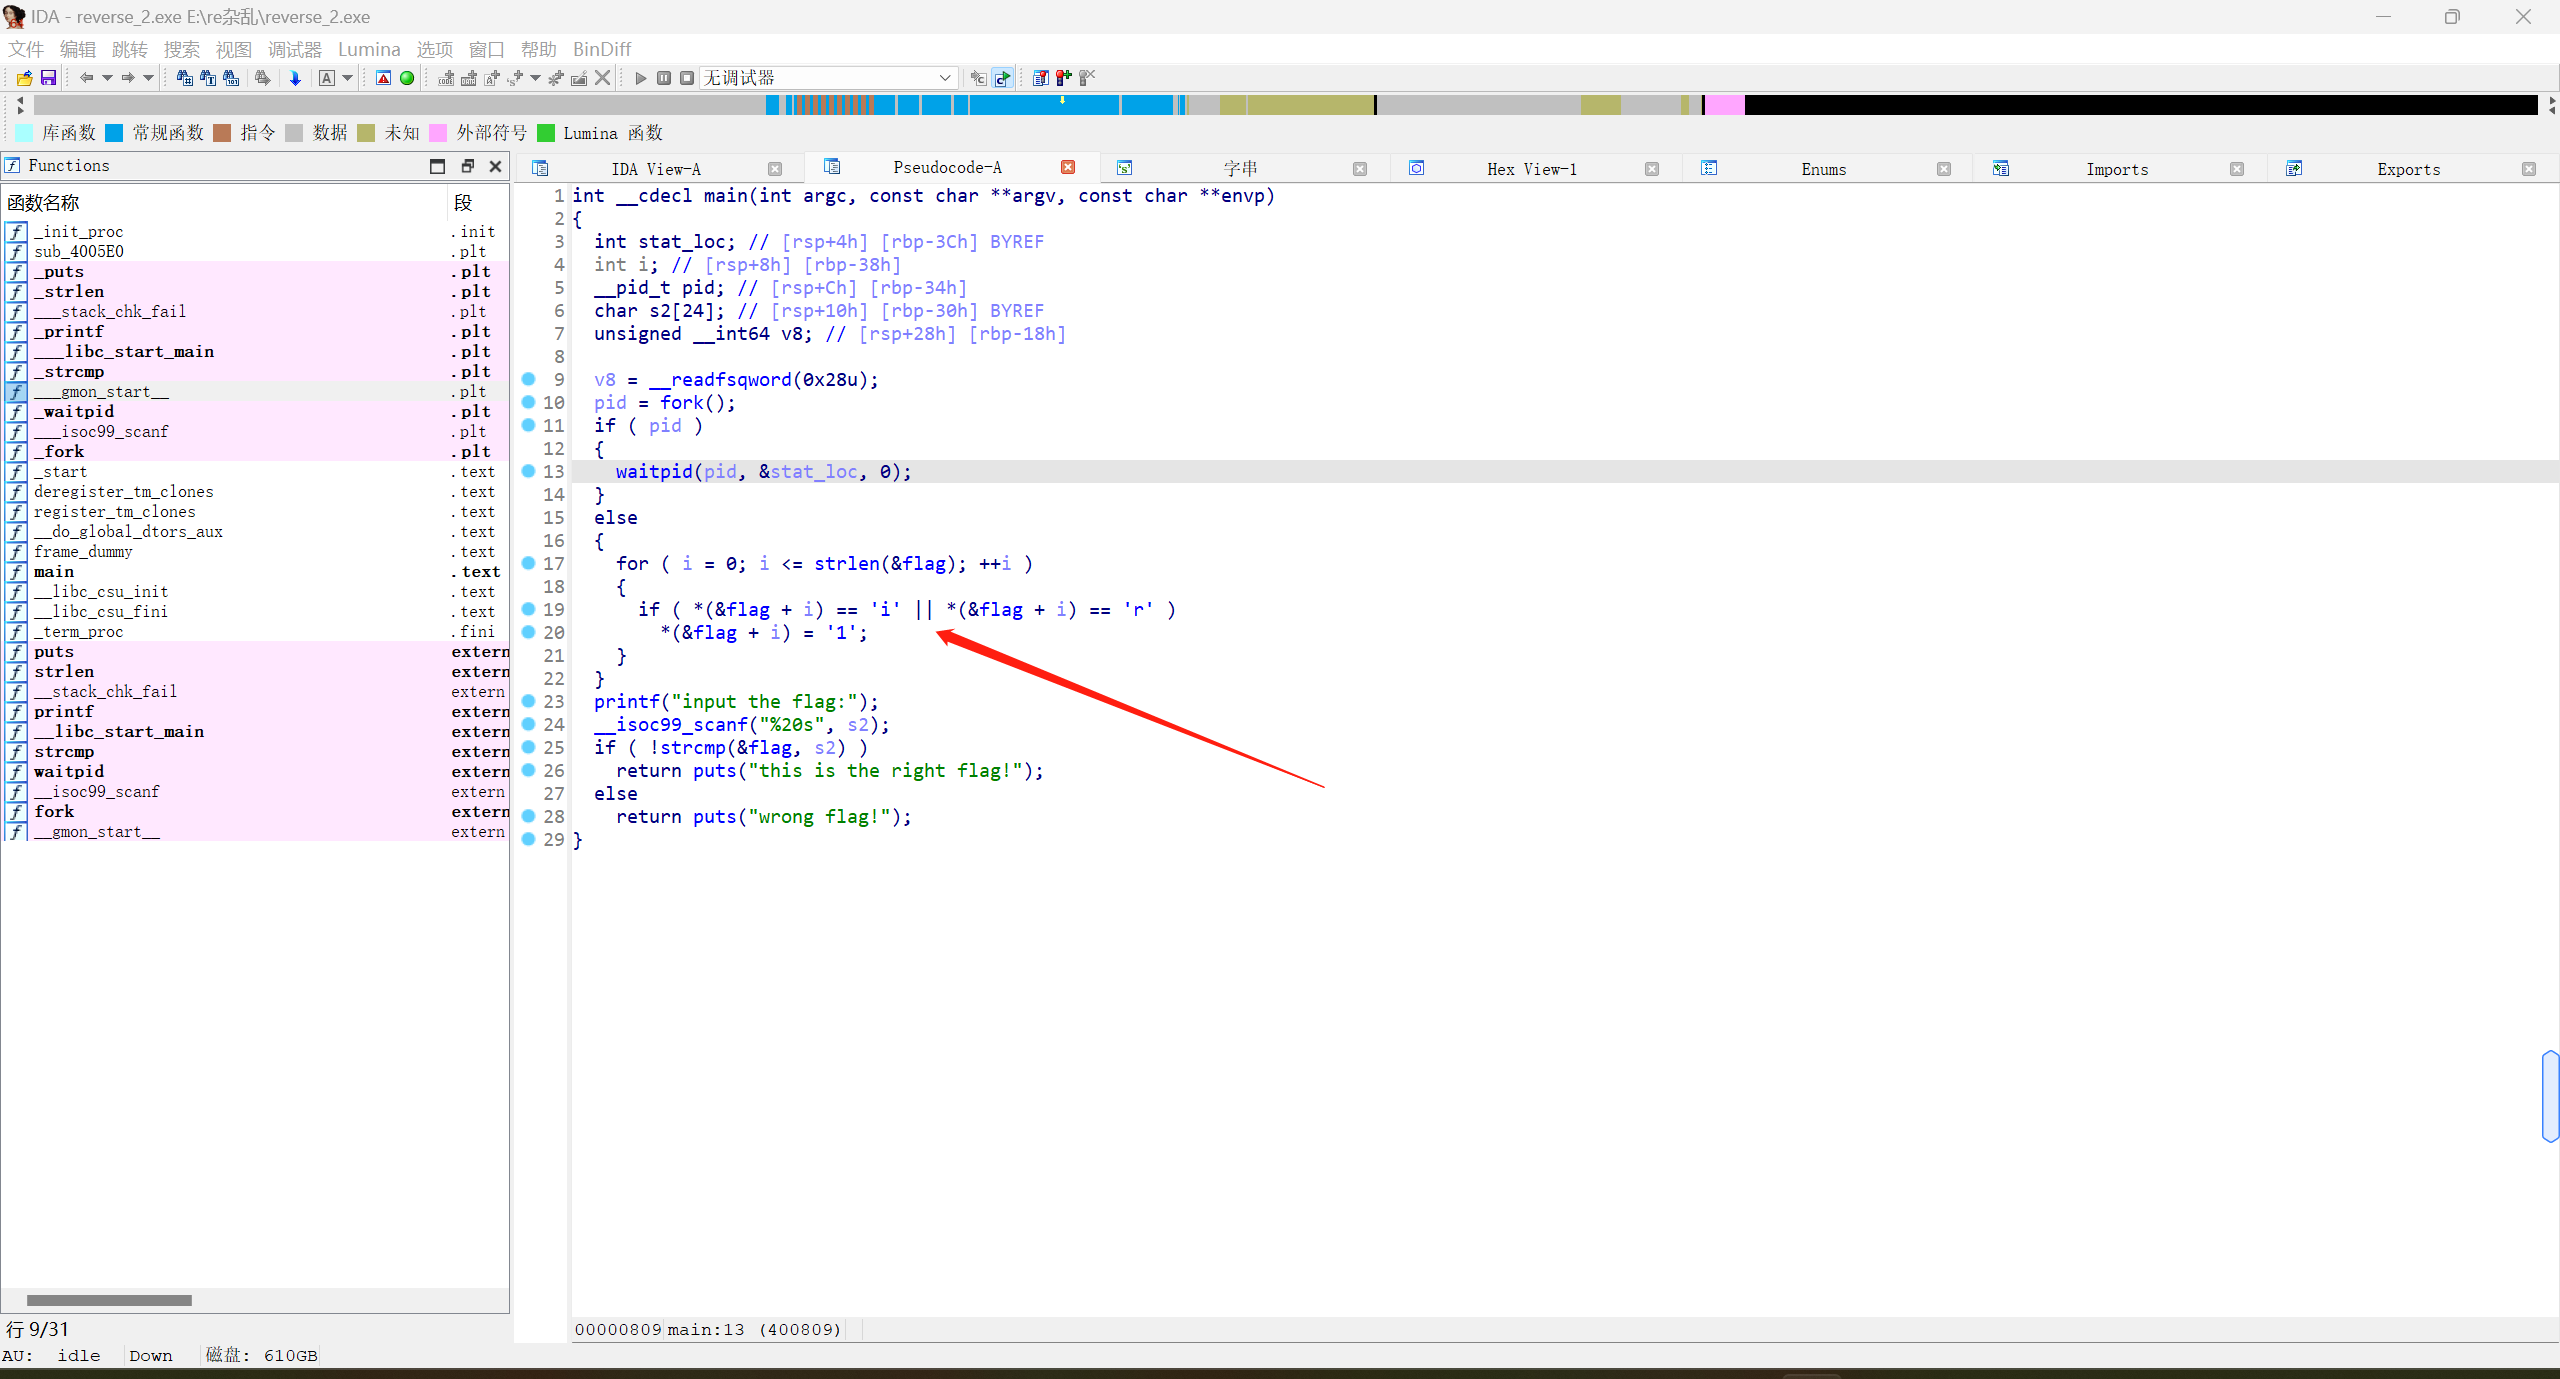 IDA - reverse_2.exe E:\re杂乱\reverse_2.exe
文件 编辑 跳转 搜索 视图 调试器 Lumina 选项 窗口 帮助 BinDiff
无调试器
库函数 常规函数 指令 数据 未知 外部符号 Lumina 函数
Functions
函数名称 段
_init_proc .init
sub_4005E0 .plt
_puts .plt
_strlen .plt
___stack_chk_fail .plt
_printf .plt
___libc_start_main .plt
_strcmp .plt
___gmon_start__ .plt
_waitpid .plt
___isoc99_scanf .plt
_fork .plt
_start .text
deregister_tm_clones .text
register_tm_clones .text
__do_global_dtors_aux .text
frame_dummy .text
main .text
__libc_csu_init .text
__libc_csu_fini .text
_term_proc .fini
puts extern
strlen extern
__stack_chk_fail extern
printf extern
__libc_start_main extern
strcmp extern
waitpid extern
__isoc99_scanf extern
fork extern
__gmon_start__ extern
行 9/31
IDA View-A Pseudocode-A 字串 Hex View-1 Enums Imports Exports
1 int __cdecl main(int argc, const char **argv, const char **envp)
2 {
3 int stat_loc; // [rsp+4h] [rbp-3Ch] BYREF
4 int i; // [rsp+8h] [rbp-38h]
5 __pid_t pid; // [rsp+Ch] [rbp-34h]
6 char s2[24]; // [rsp+10h] [rbp-30h] BYREF
7 unsigned __int64 v8; // [rsp+28h] [rbp-18h]
8
9 v8 = __readfsqword(0x28u);
10 pid = fork();
11 if ( pid )
12 {
13 waitpid(pid, &stat_loc, 0);
14 }
15 else
16 {
17 for ( i = 0; i <= strlen(&flag); ++i )
18 {
19 if ( *(&flag + i) == 'i' || *(&flag + i) == 'r' )
20 *(&flag + i) = '1';
21 }
22 }
23 printf("input the flag:");
24 __isoc99_scanf("%20s", s2);
25 if ( !strcmp(&flag, s2) )
26 return puts("this is the right flag!");
27 else
28 return puts("wrong flag!");
29 }
00000809 main:13 (400809)
AU: idle Down 磁盘: 610GB